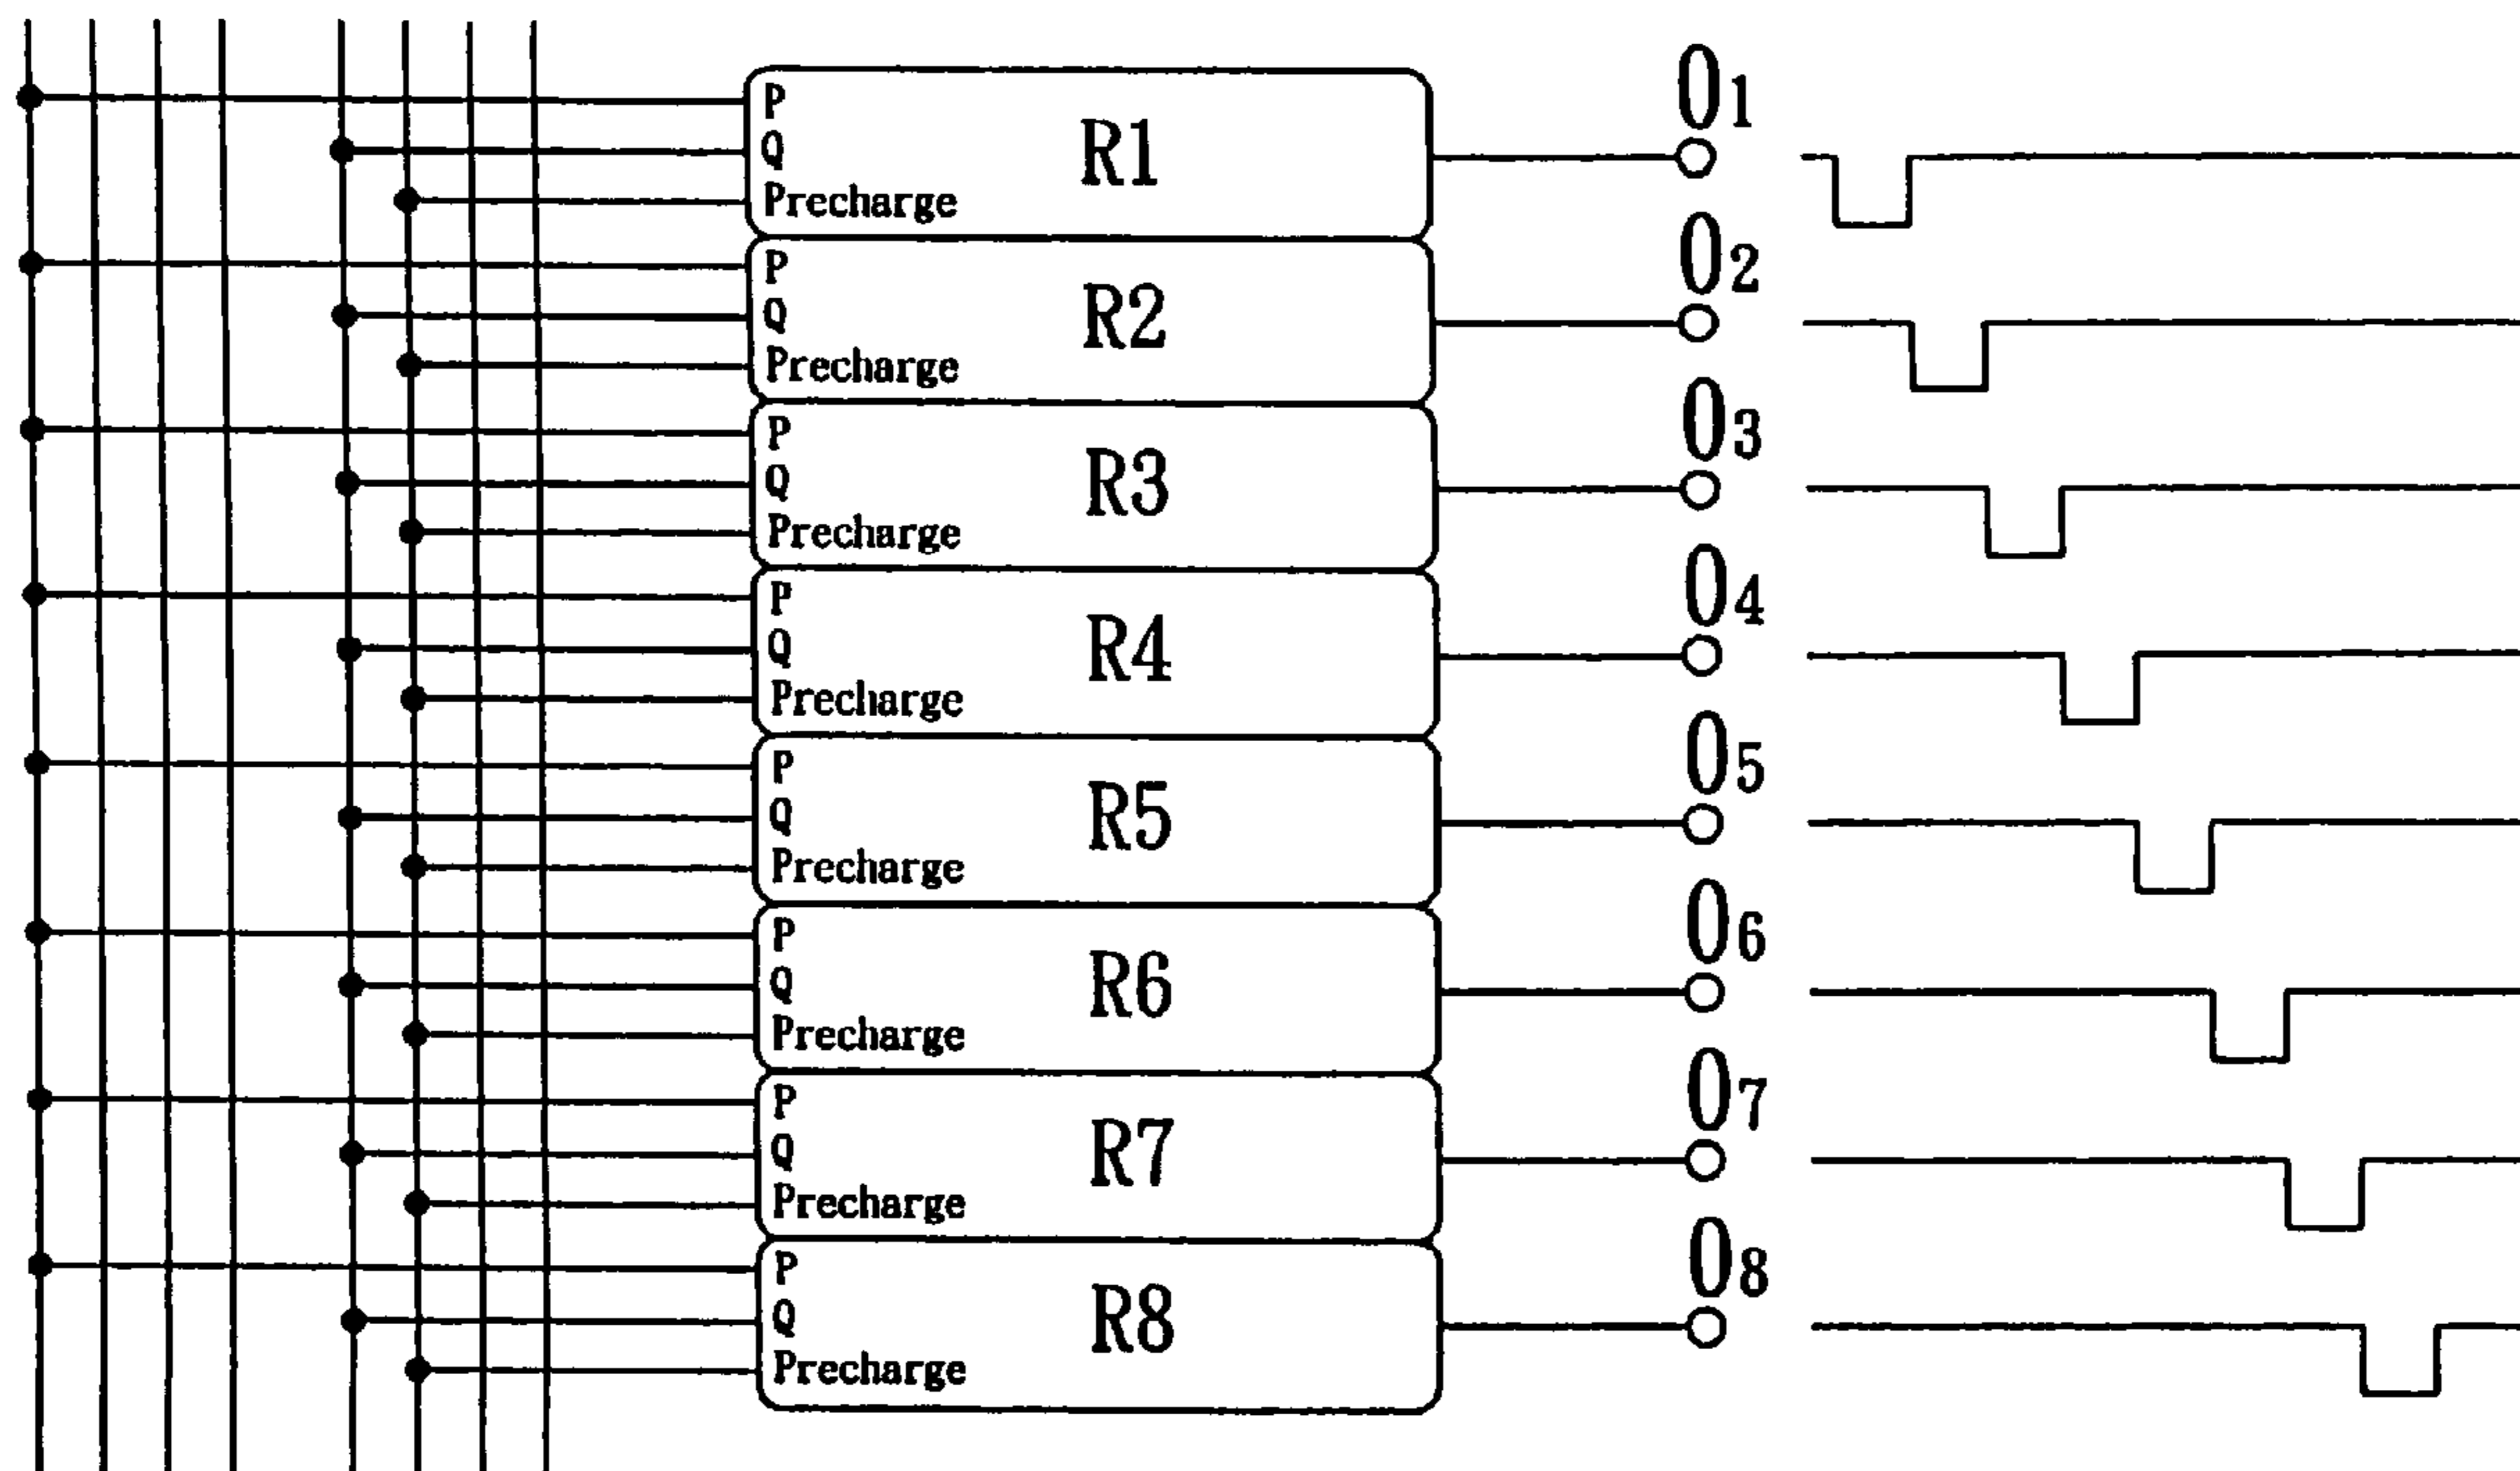 P
Q
Precharge
R1
O1
P
Q
Precharge
R2
O2
P
Q
Precharge
R3
O3
P
Q
Precharge
R4
O4
P
Q
Precharge
R5
O5
P
Q
Precharge
R6
O6
P
Q
Precharge
R7
O7
P
Q
Precharge
R8
O8